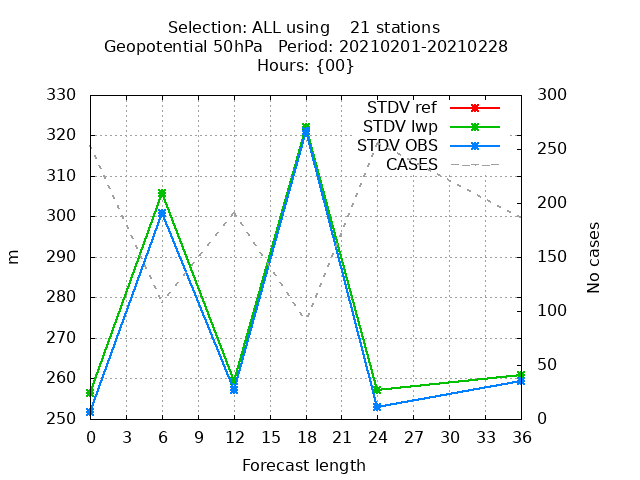 Selection: ALL using    21 stations
Geopotential 50hPa   Period: 20210201-20210228
Hours: {00}
STDV ref
STDV lwp
STDV OBS
CASES
m
330
320
310
300
290
280
270
260
250
300
250
200
150
100
50
0
No cases
0 3 6 9 12 15 18 21 24 27 30 33 36
Forecast length